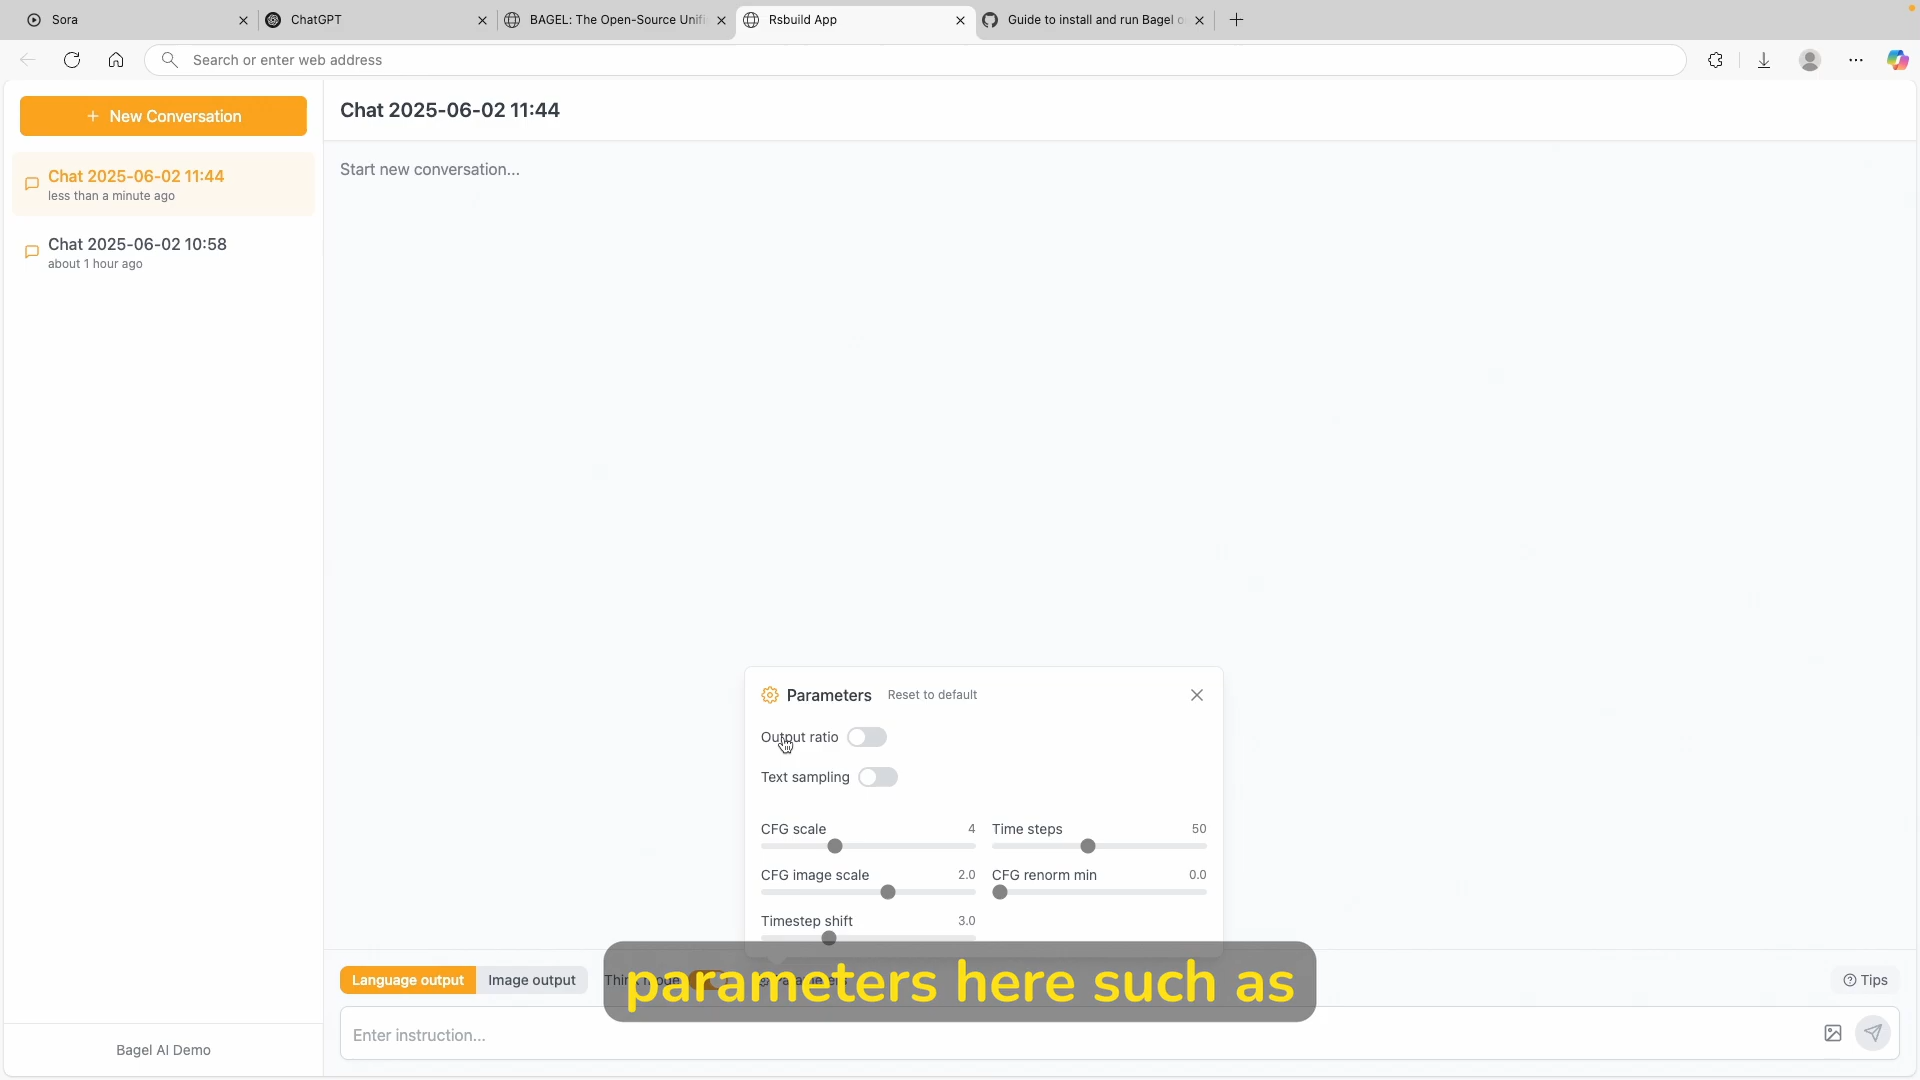 Sora
ChatGPT
BAGEL: The Open-Source Unifi
Rsbuild App
Guide to install and run Bagel o
Search or enter web address
+ New Conversation
Chat 2025-06-02 11:44
less than a minute ago
Chat 2025-06-02 10:58
about 1 hour ago
Bagel AI Demo
Chat 2025-06-02 11:44
Start new conversation...
Parameters Reset to default
Output ratio
Text sampling
CFG scale 4 Time steps 50
CFG image scale 2.0 CFG renorm min 0.0
Timestep shift 3.0
Language output Image output Tips
parameters here such as
Enter instruction...